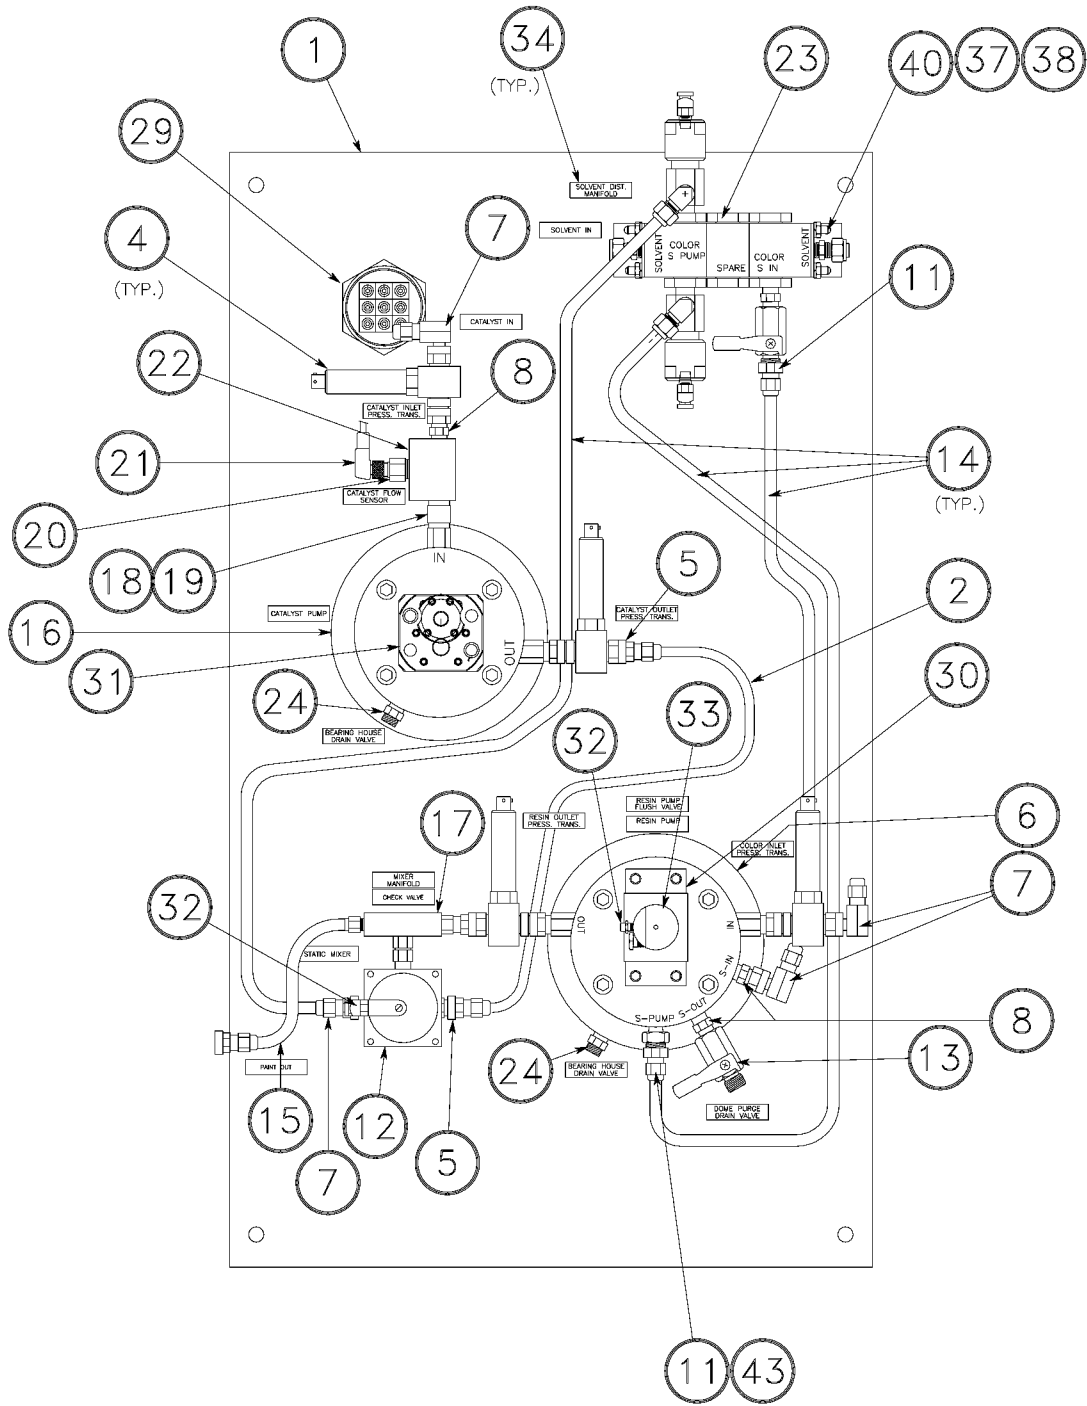 34
1
23
40 37 38
(TYP.)
29
SOLVENT DIST.
MANIFOLD
7
4
SOLVENT IN
SOLVENT
COLOR
S PUMP
SPARE
COLOR
S IN
SOLVENT
(TYP.)
11
CATALYST IN
22
8
CATALYST INLET
PRESS. TRANS.
21
14
CATALYST FLOW
SENSOR
(TYP.)
20
IN
18 19
5
2
CATALYST PUMP
CATALYST OUTLET
PRESS. TRANS.
16
OUT
31
30
24
33
BEARING HOUSE
DRAIN VALVE
32
RESIN PUMP
FLUSH VALVE
17
RESIN OUTLET
PRESS. TRANS.
RESIN PUMP
6
COLOR INLET
PRESS. TRANS.
MIXER
MANIFOLD
CHECK VALVE
7
32
OUT
IN
STATIC MIXER
S-IN
S-OUT
S-PUMP
8
13
PAINT OUT
24
BEARING HOUSE
DRAIN VALVE
15
12
DOME PURGE
DRAIN VALVE
7
5
11 43